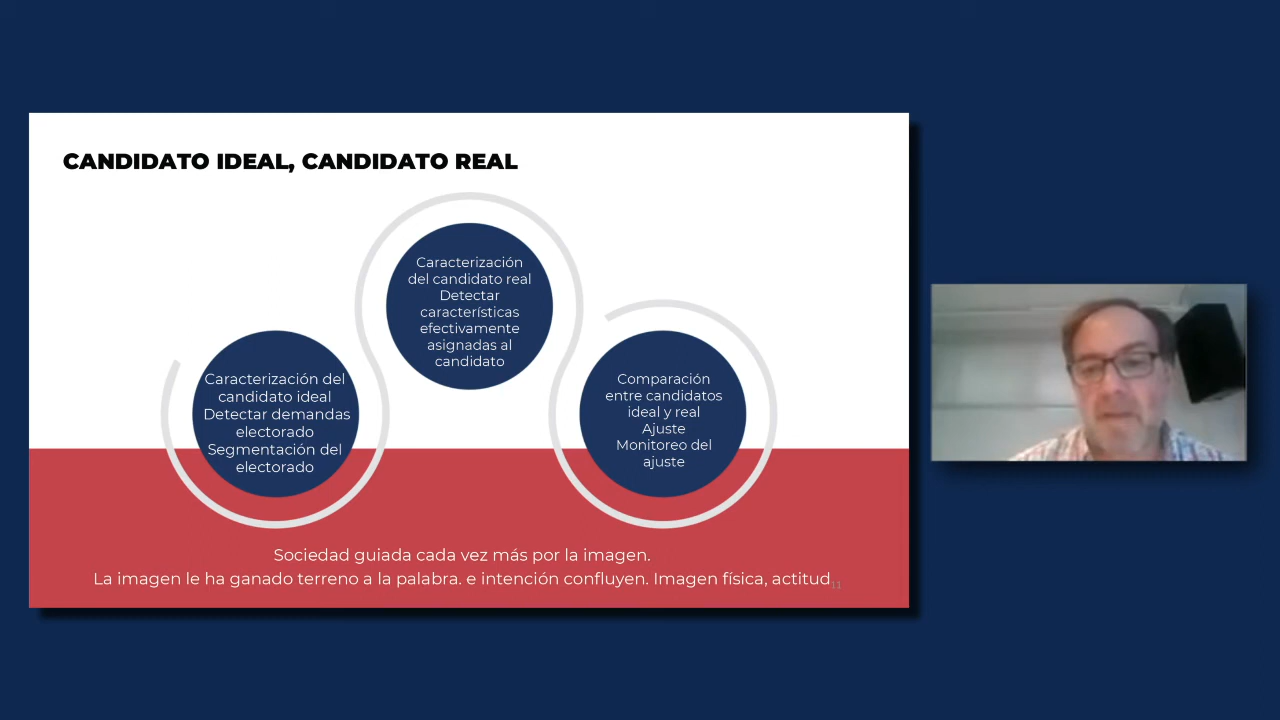 CANDIDATO IDEAL, CANDIDATO REAL
Caracterización
del candidato real
Detectar
características
efectivamente
asignadas al
candidato
Caracterización del
candidato ideal
Detectar demandas
electorado
Segmentación del
electorado
Comparación
entre candidatos
ideal y real
Ajuste
Monitoreo del
ajuste
Sociedad guiada cada vez más por la imagen.
La imagen le ha ganado terreno a la palabra. e intención confluyen. Imagen física, actitud
11